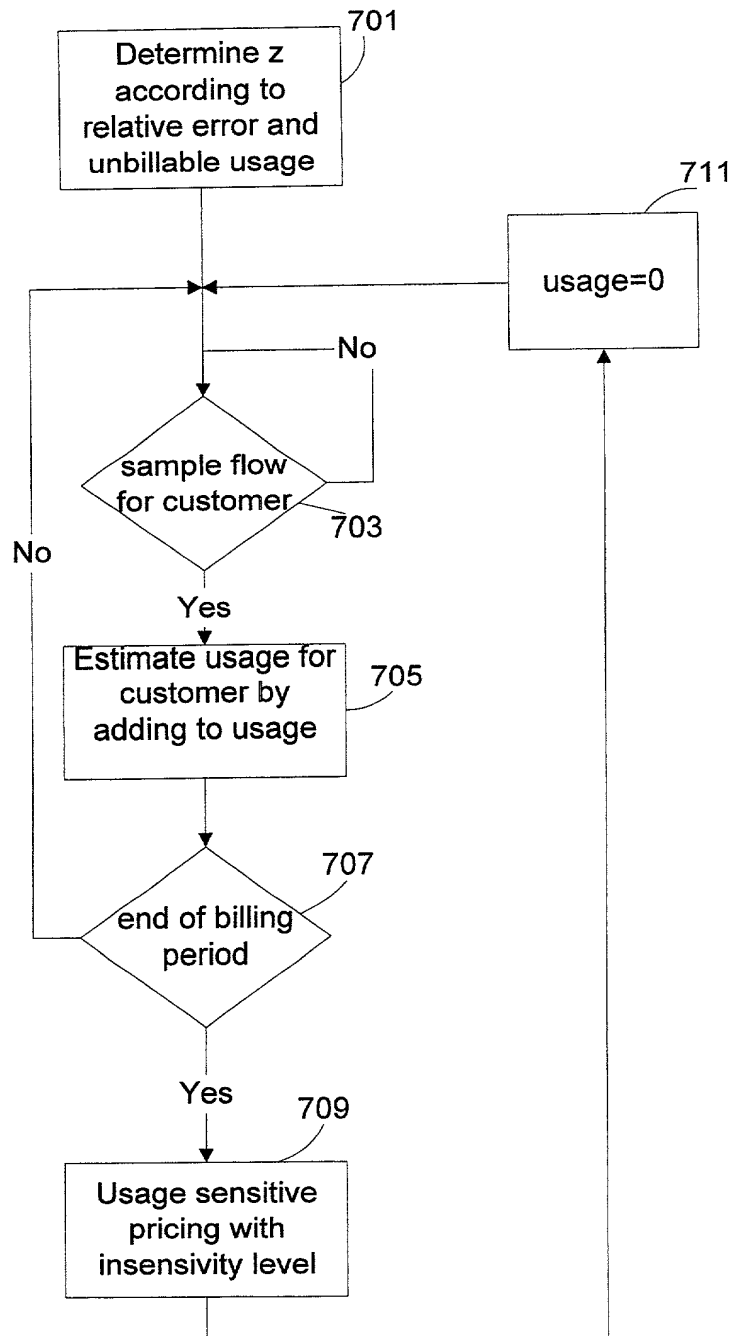 701
Determine z
according to
relative error and
unbillable usage
711
usage=0
No
sample flow
for customer
703
No
Yes
Estimate usage for
customer by
adding to usage
705
707
end of billing
period
Yes
709
Usage sensitive
pricing with
insensivity level